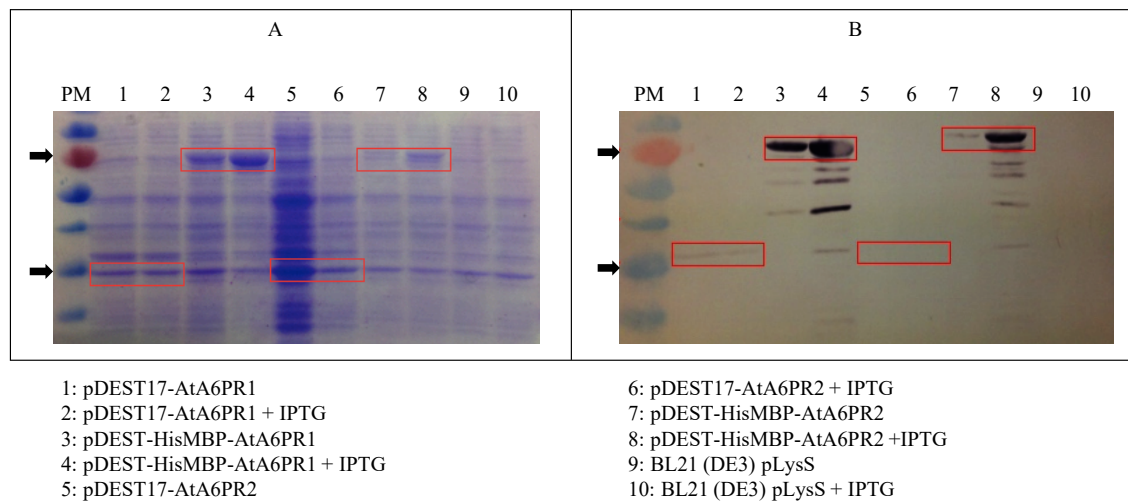 A
B
PM 1 2 3 4 5 6 7 8 9 10
PM 1 2 3 4 5 6 7 8 9 10
1: pDEST17-AtA6PR1
2: pDEST17-AtA6PR1 + IPTG
3: pDEST-HisMBP-AtA6PR1
4: pDEST-HisMBP-AtA6PR1 + IPTG
5: pDEST17-AtA6PR2
6: pDEST17-AtA6PR2 + IPTG
7: pDEST-HisMBP-AtA6PR2
8: pDEST-HisMBP-AtA6PR2 +IPTG
9: BL21 (DE3) pLysS
10: BL21 (DE3) pLysS + IPTG